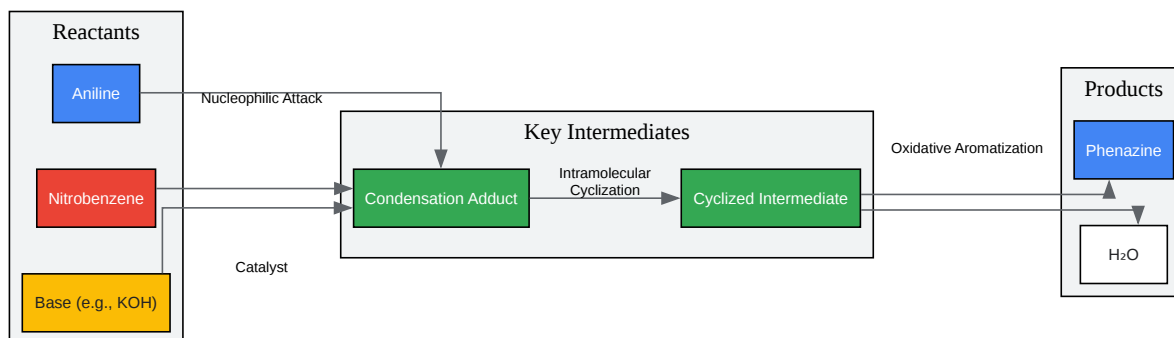 Reactants
Aniline
Nucleophilic Attack
Nitrobenzene
Base (e.g., KOH)
Catalyst
Key Intermediates
Condensation Adduct
Intramolecular
Cyclization
Cyclized Intermediate
Oxidative Aromatization
Products
Phenazine
H₂O